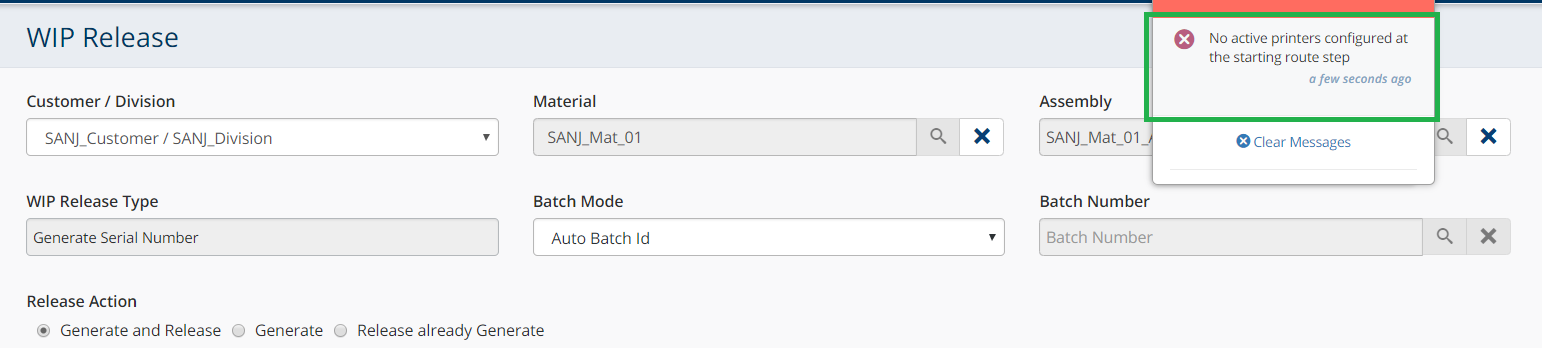 WIP Release
No active printers configured at
the starting route step
a few seconds ago
Clear Messages
Customer / Division
Material
Assembly
SANJ_Customer / SANJ_Division
SANJ_Mat_01
SANJ_Mat_01_
WIP Release Type
Batch Mode
Batch Number
Generate Serial Number
Auto Batch Id
Batch Number
Release Action
Generate and Release
Generate
Release already Generate